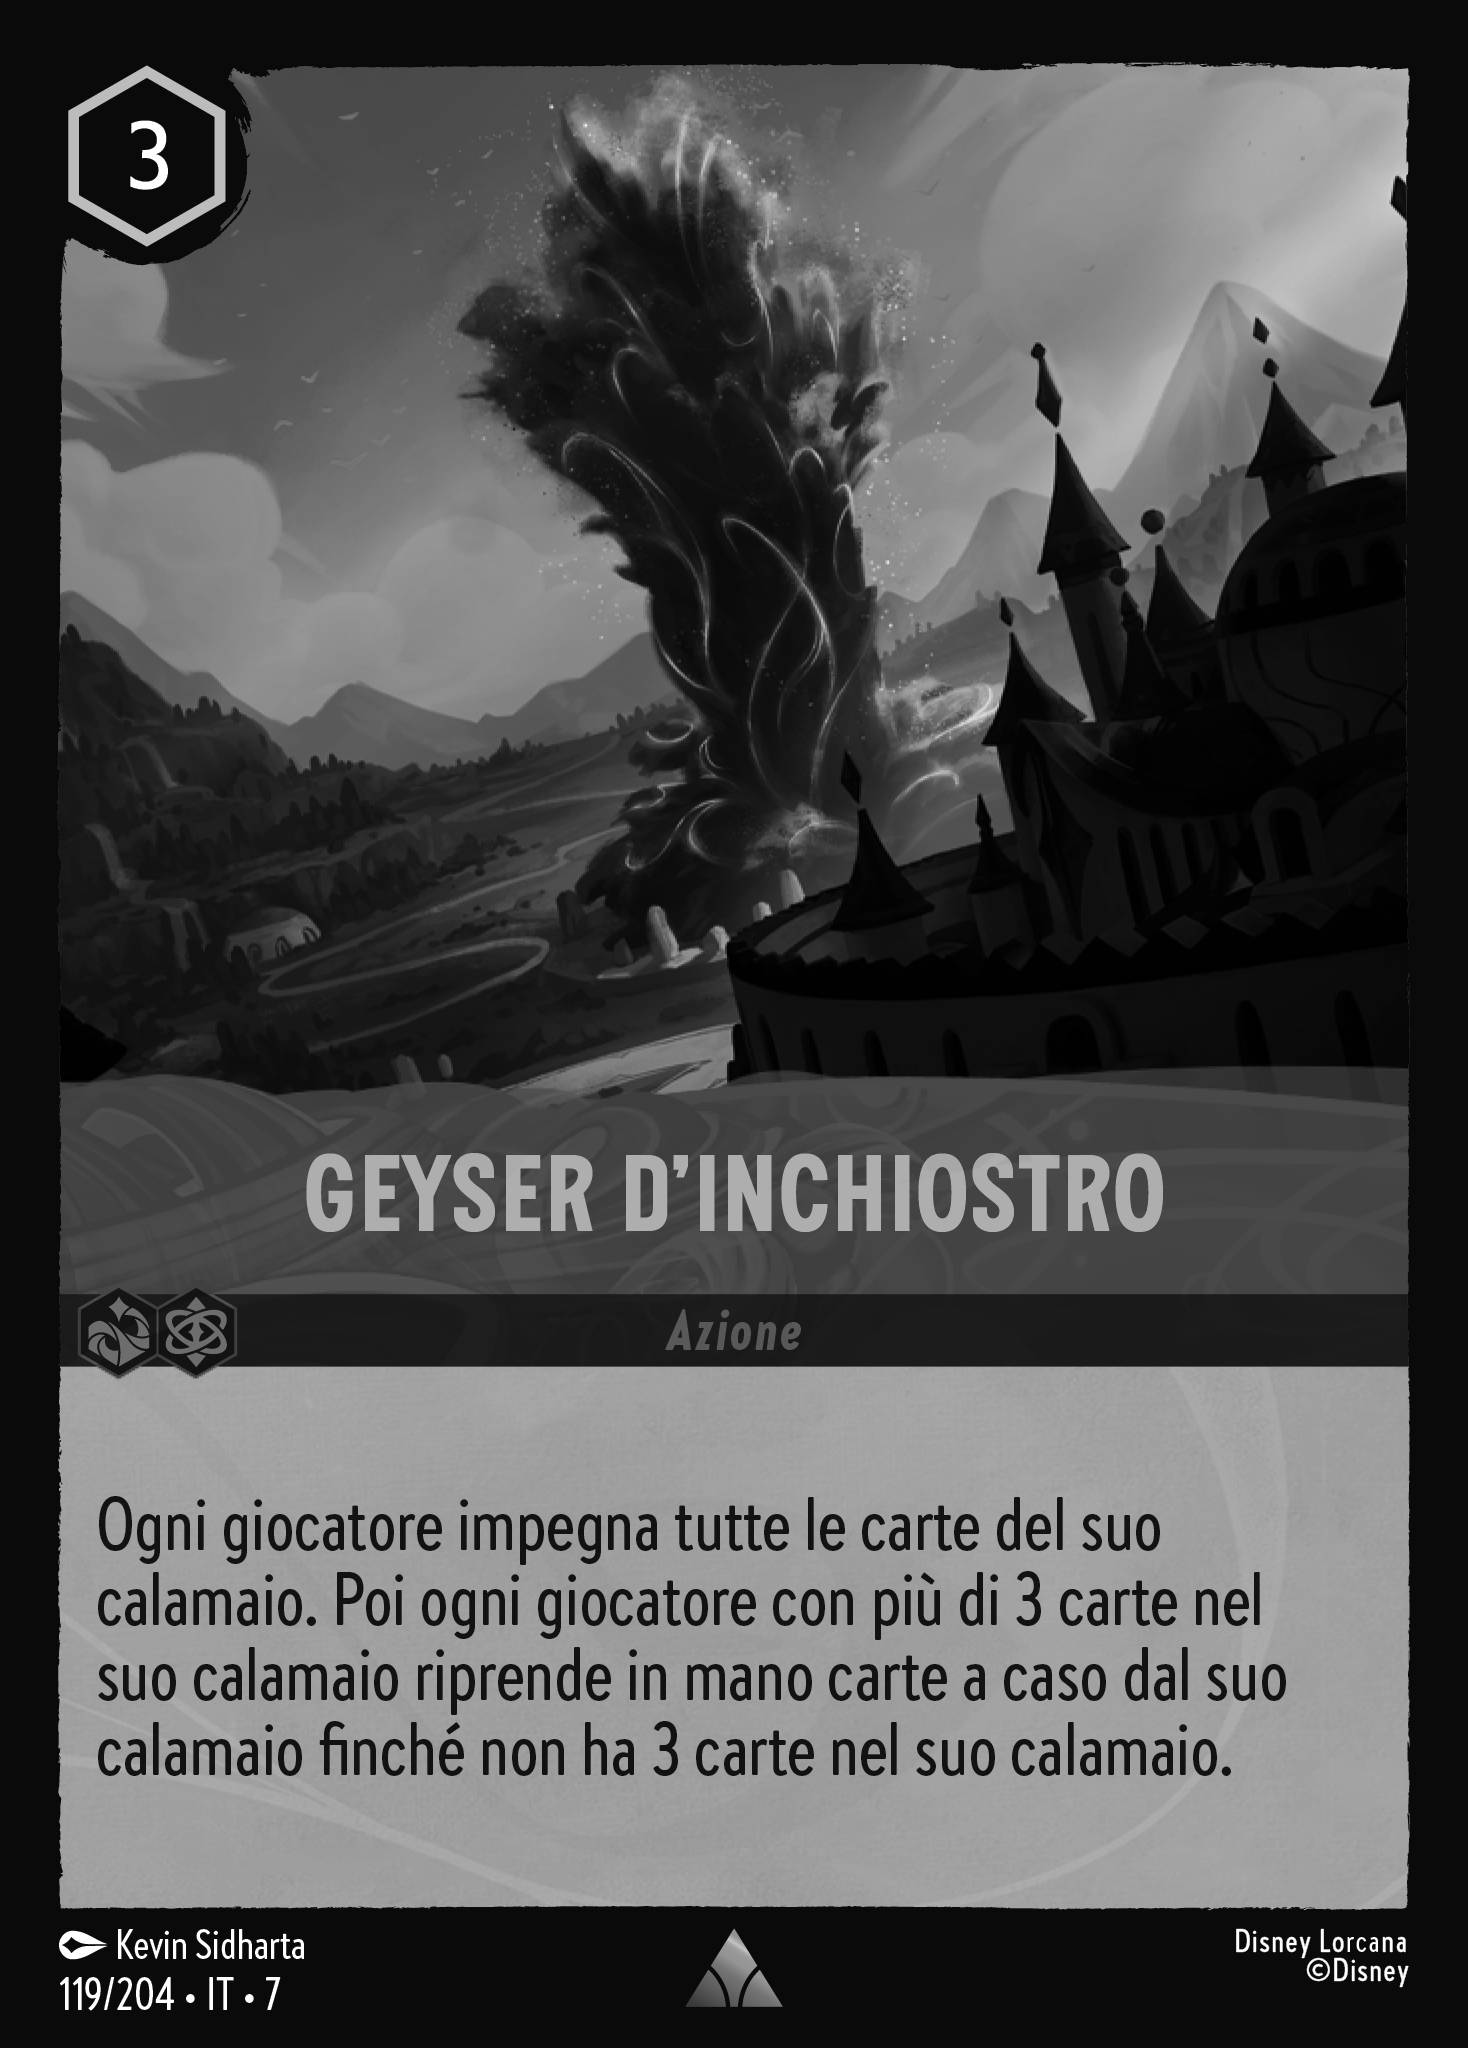 3
GEYSER D’INCHIOSTRO
Azione
Ogni giocatore impegna tutte le carte del suo
calamaio. Poi ogni giocatore con più di 3 carte nel
suo calamaio riprende in mano carte a caso dal suo
calamaio finché non ha 3 carte nel suo calamaio.
Kevin Sidharta
119/204 • IT • 7
Disney Lorcana
©Disney